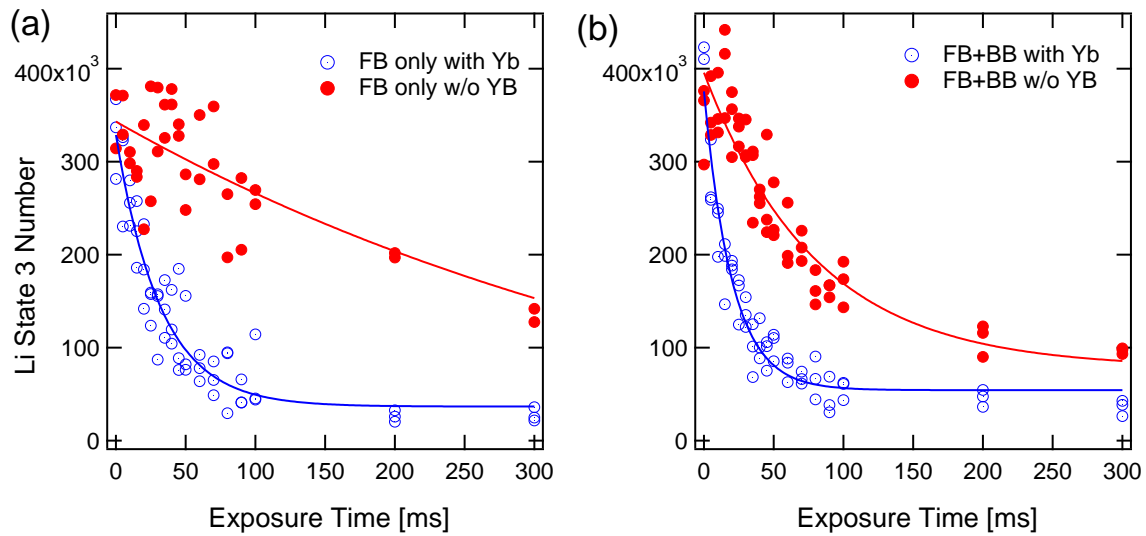 (a)
FB only with Yb
FB only w/o YB
Li State 3 Number
400x10³
300
200
100
0
0
50
100
150
200
250
300
Exposure Time [ms]
(b)
FB+BB with Yb
FB+BB w/o YB
400x10³
300
200
100
0
0
50
100
150
200
250
300
Exposure Time [ms]